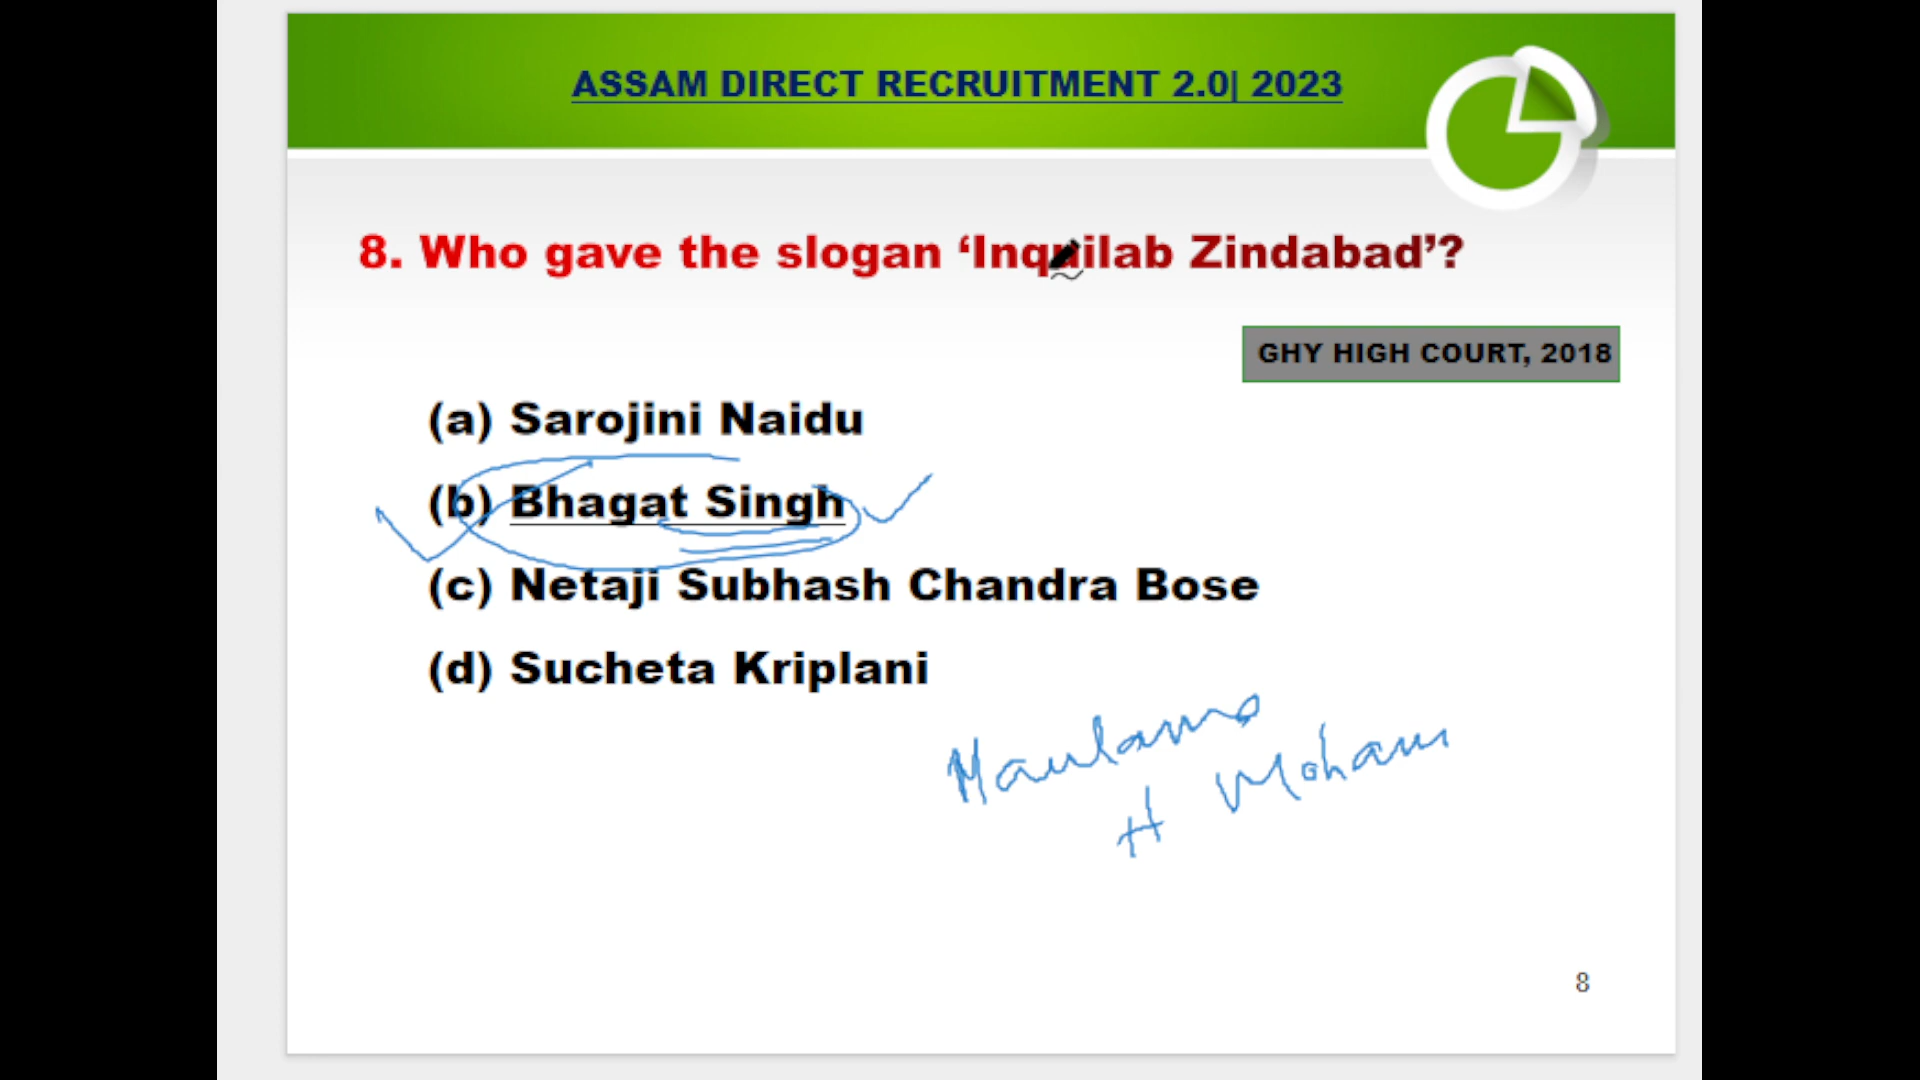 ASSAM DIRECT RECRUITMENT 2.0| 2023
8. Who gave the slogan ‘Inquilab Zindabad’?
GHY HIGH COURT, 2018
(a) Sarojini Naidu
(b) Bhagat Singh
(c) Netaji Subhash Chandra Bose
(d) Sucheta Kriplani
Maulana
H Moham
8